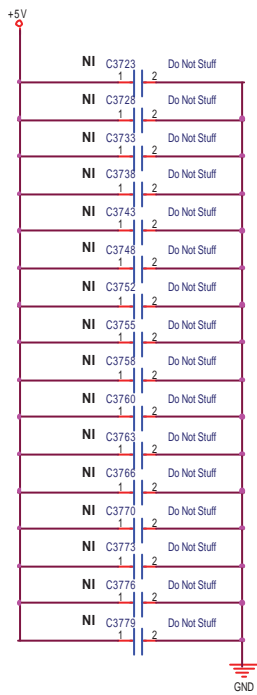 +5V
NI C3723 Do Not Stuff
1 2
NI C3728 Do Not Stuff
1 2
NI C3733 Do Not Stuff
1 2
NI C3738 Do Not Stuff
1 2
NI C3743 Do Not Stuff
1 2
NI C3748 Do Not Stuff
1 2
NI C3752 Do Not Stuff
1 2
NI C3755 Do Not Stuff
1 2
NI C3758 Do Not Stuff
1 2
NI C3760 Do Not Stuff
1 2
NI C3763 Do Not Stuff
1 2
NI C3766 Do Not Stuff
1 2
NI C3770 Do Not Stuff
1 2
NI C3773 Do Not Stuff
1 2
NI C3776 Do Not Stuff
1 2
NI C3779 Do Not Stuff
1 2
GND